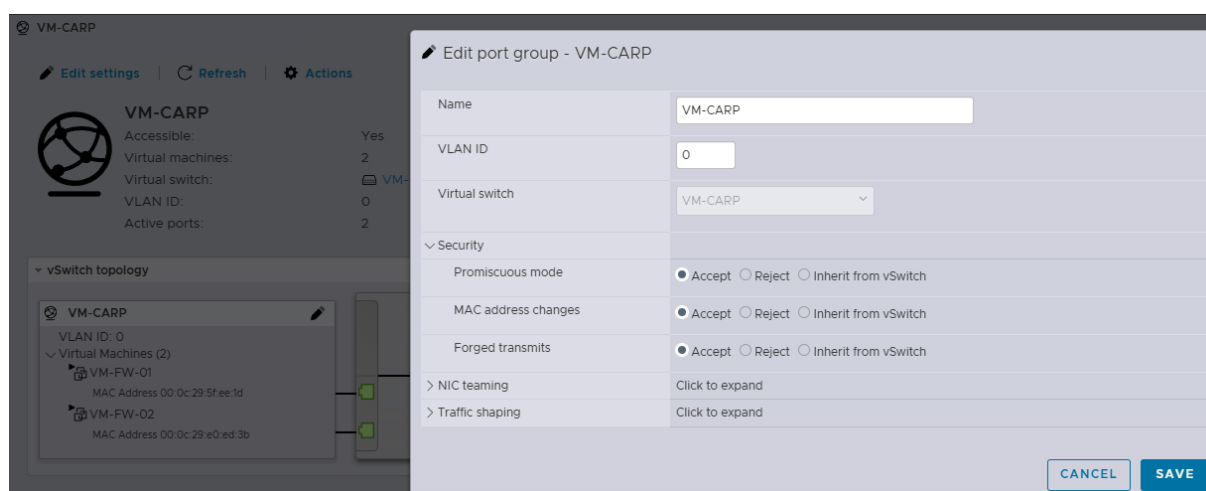 VM-CARP
Edit settings Refresh Actions
VM-CARP
Accessible: Yes
Virtual machines: 2
Virtual switch: VM-
VLAN ID: 0
Active ports: 2
vSwitch topology
VM-CARP
VLAN ID: 0
Virtual Machines (2)
VM-FW-01
MAC Address 00:0c:29:5f:ee:1d
VM-FW-02
MAC Address 00:0c:29:e0:ed:3b
Edit port group - VM-CARP
Name VM-CARP
VLAN ID 0
Virtual switch VM-CARP
Security
Promiscuous mode Accept Reject Inherit from vSwitch
MAC address changes Accept Reject Inherit from vSwitch
Forged transmits Accept Reject Inherit from vSwitch
NIC teaming Click to expand
Traffic shaping Click to expand
CANCEL SAVE